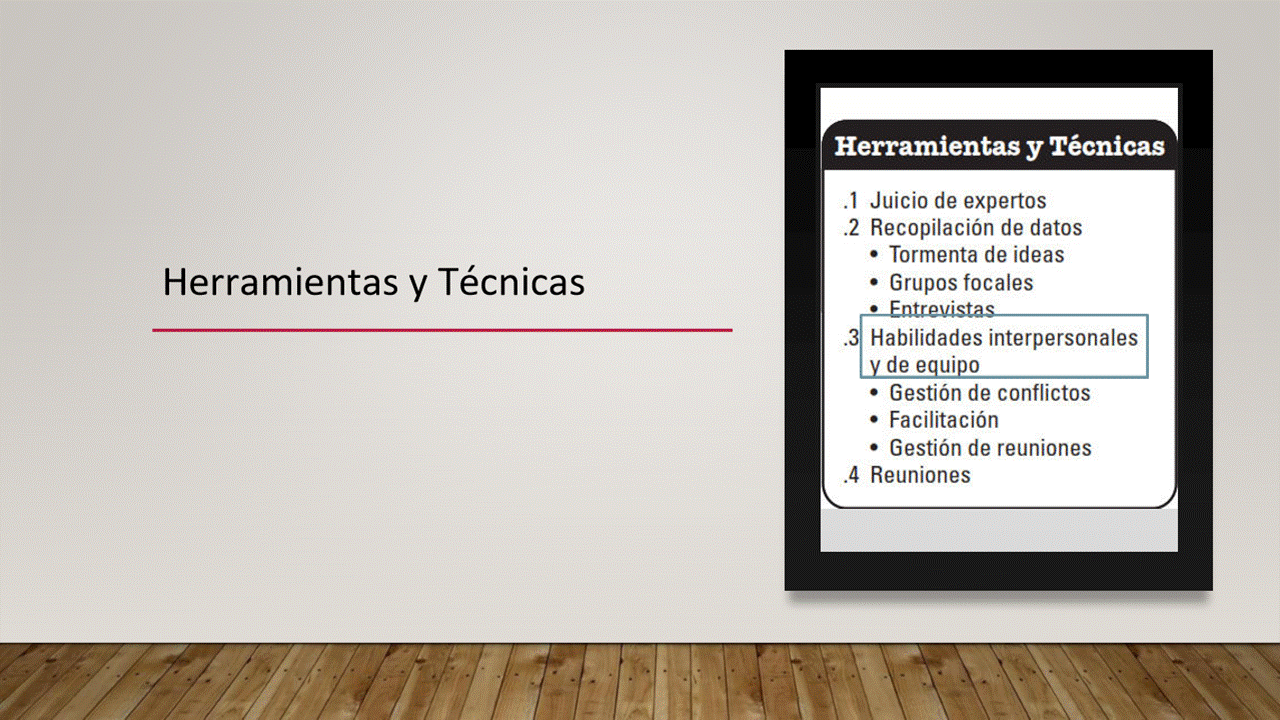 Herramientas y Técnicas
Herramientas y Técnicas
.1 Juicio de expertos
.2 Recopilación de datos
• Tormenta de ideas
• Grupos focales
• Entrevistas
.3 Habilidades interpersonales
y de equipo
• Gestión de conflictos
• Facilitación
• Gestión de reuniones
.4 Reuniones